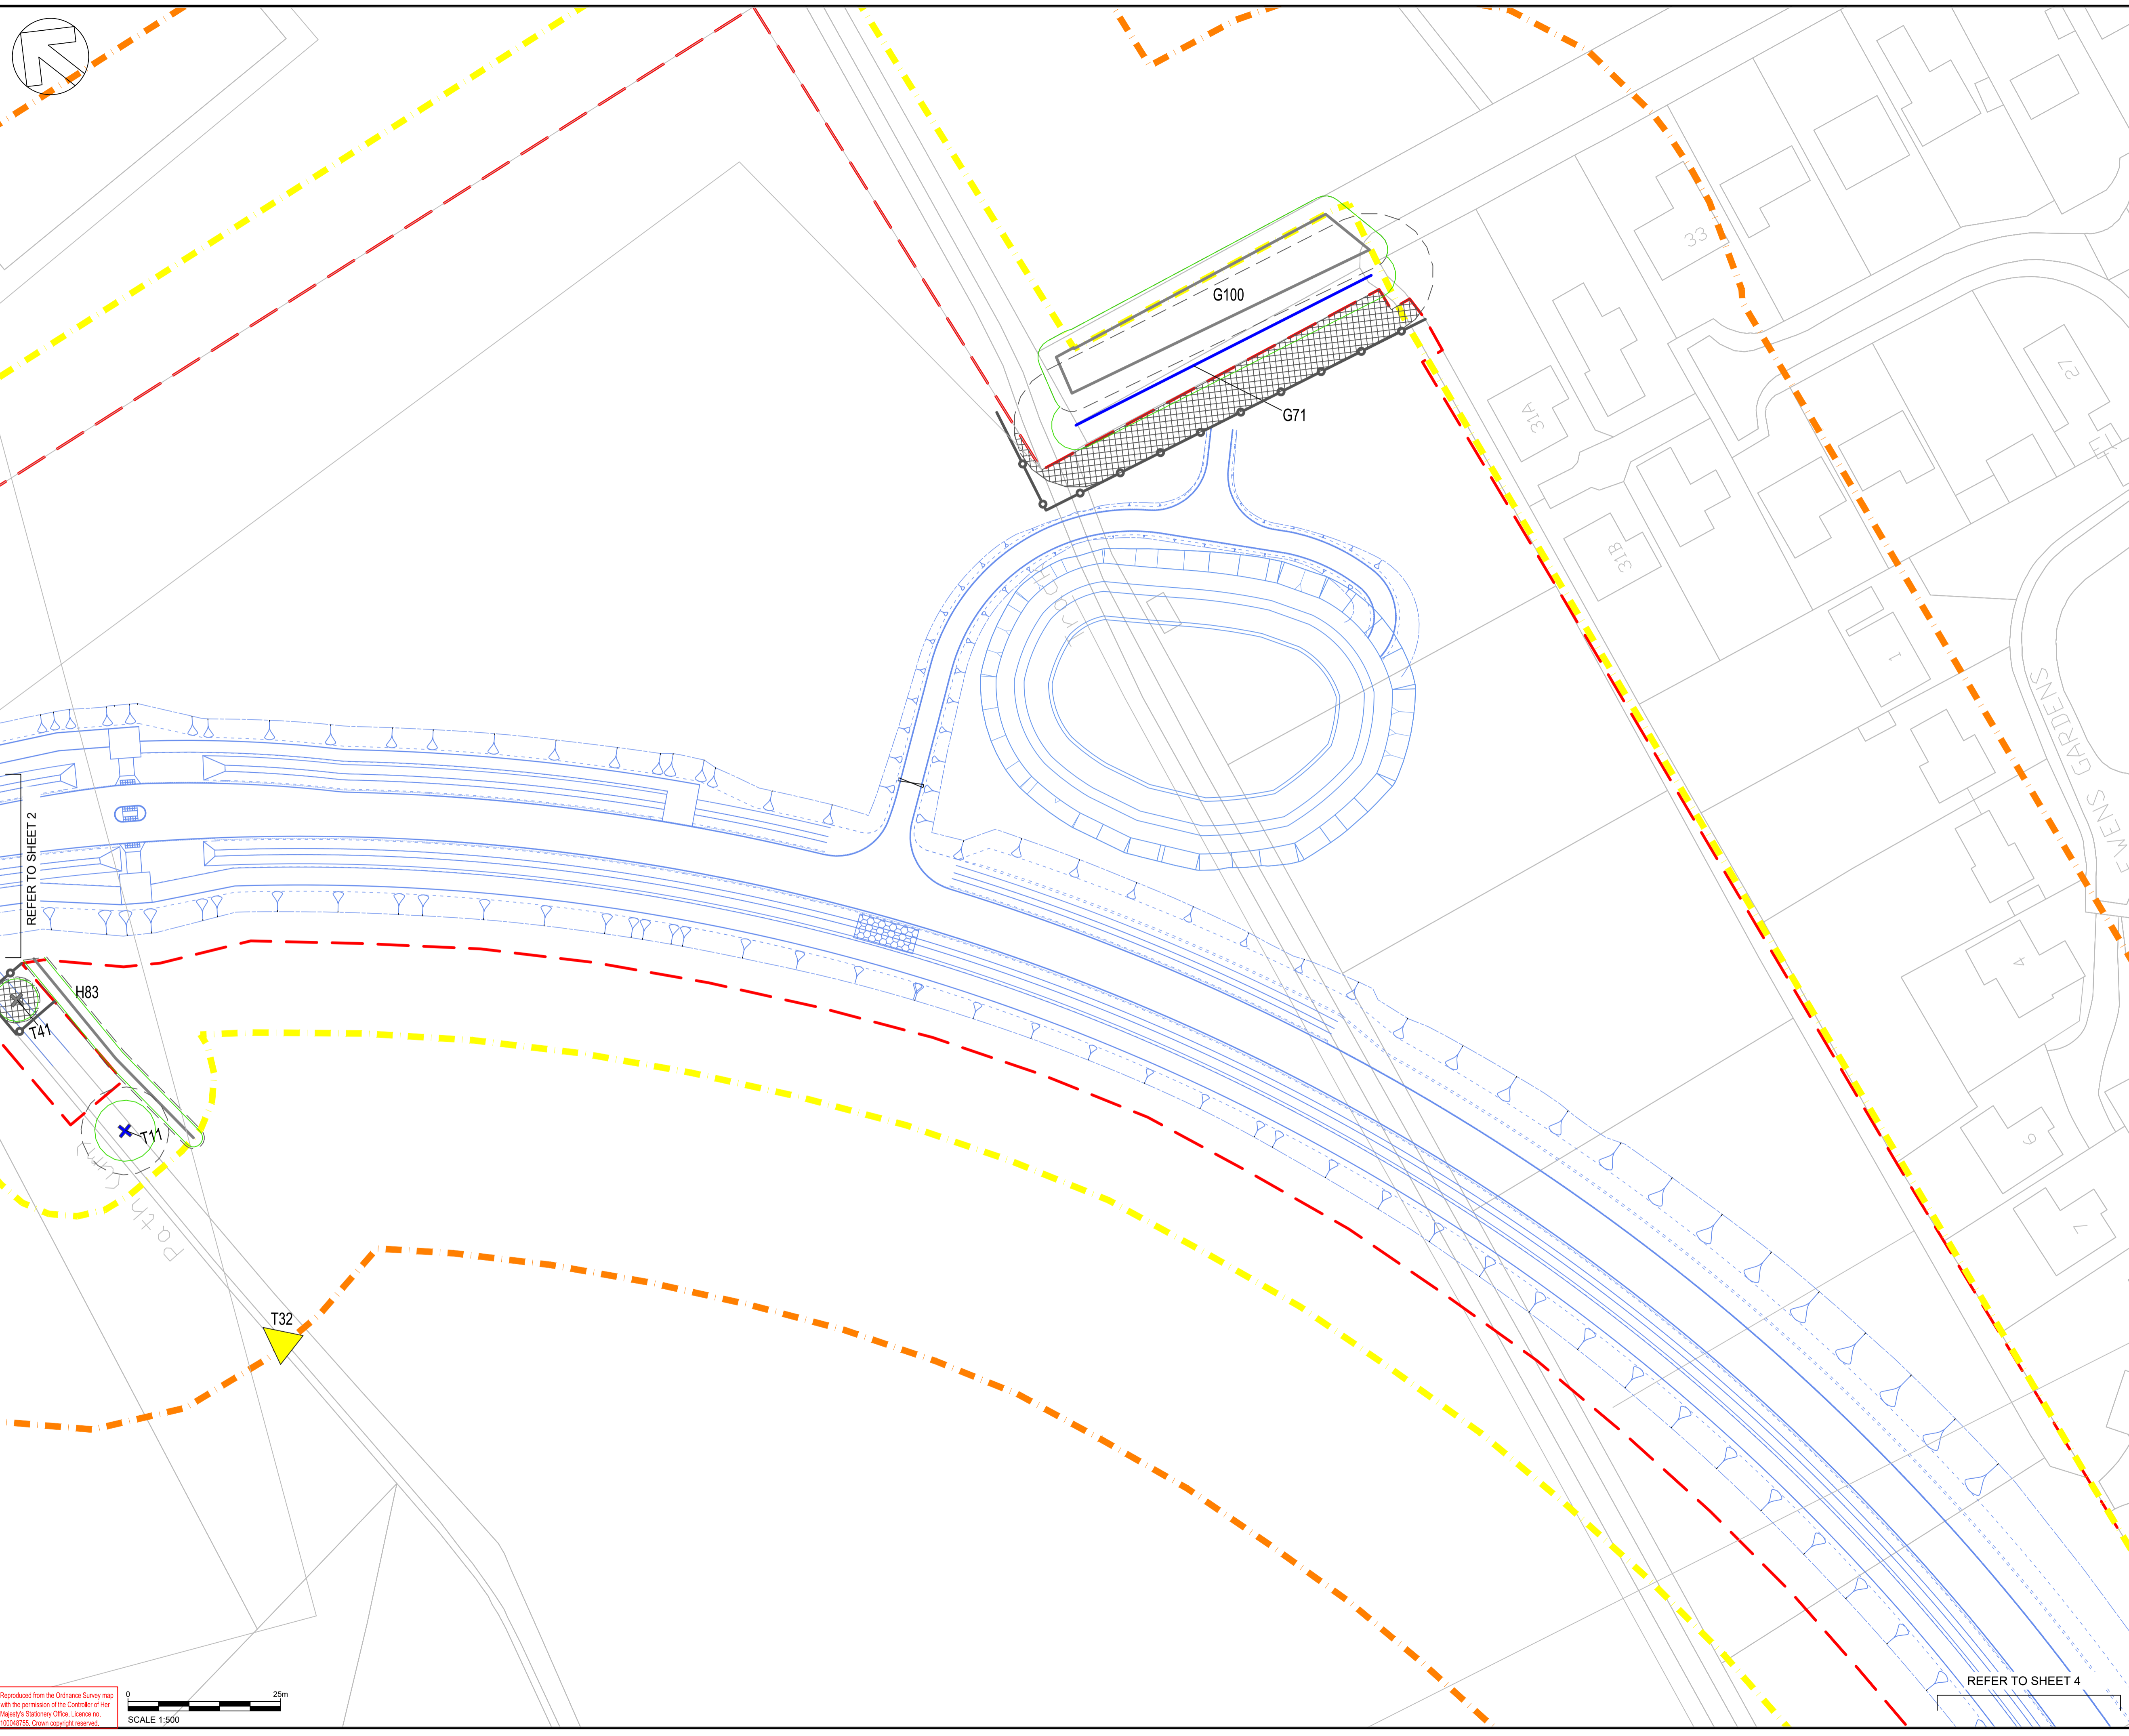 33
G100
G71
27
31A
31B
1
GARDENS
EWENS
REFER TO SHEET 2
H83
T41
T11
Path
4
6
7
T32
REFER TO SHEET 4
Reproduced from the Ordnance Survey map
with the permission of the Controller of Her
Majesty's Stationery Office, Licence no.
100048755, Crown copyright reserved.
0 25m
SCALE 1:500